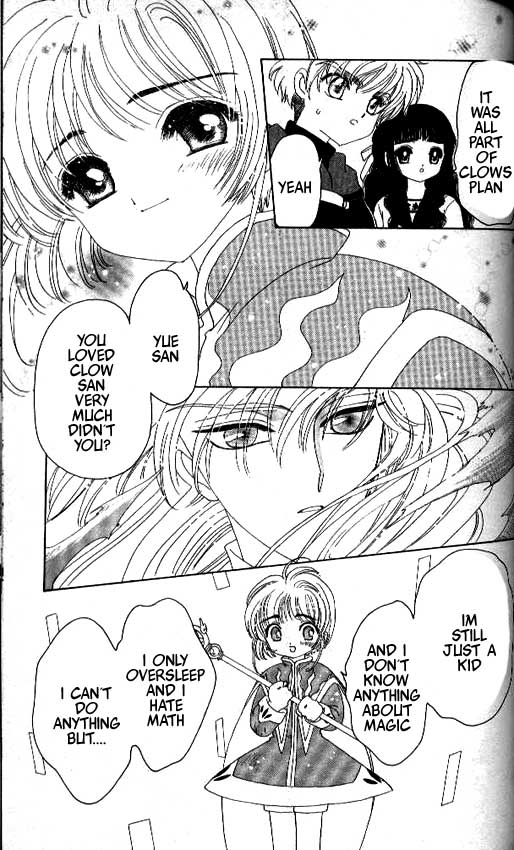 IT
WAS
ALL
PART
OF
CLOWS
PLAN
YEAH
YUE
SAN
YOU
LOVED
CLOW
SAN
VERY
MUCH
DIDN'T
YOU?
IM
STILL
JUST A
KID
AND I
DON'T
KNOW
ANYTHING
ABOUT
MAGIC
I ONLY
OVERSLEEP
AND I
HATE
MATH
I CAN'T
DO
ANYTHING
BUT....